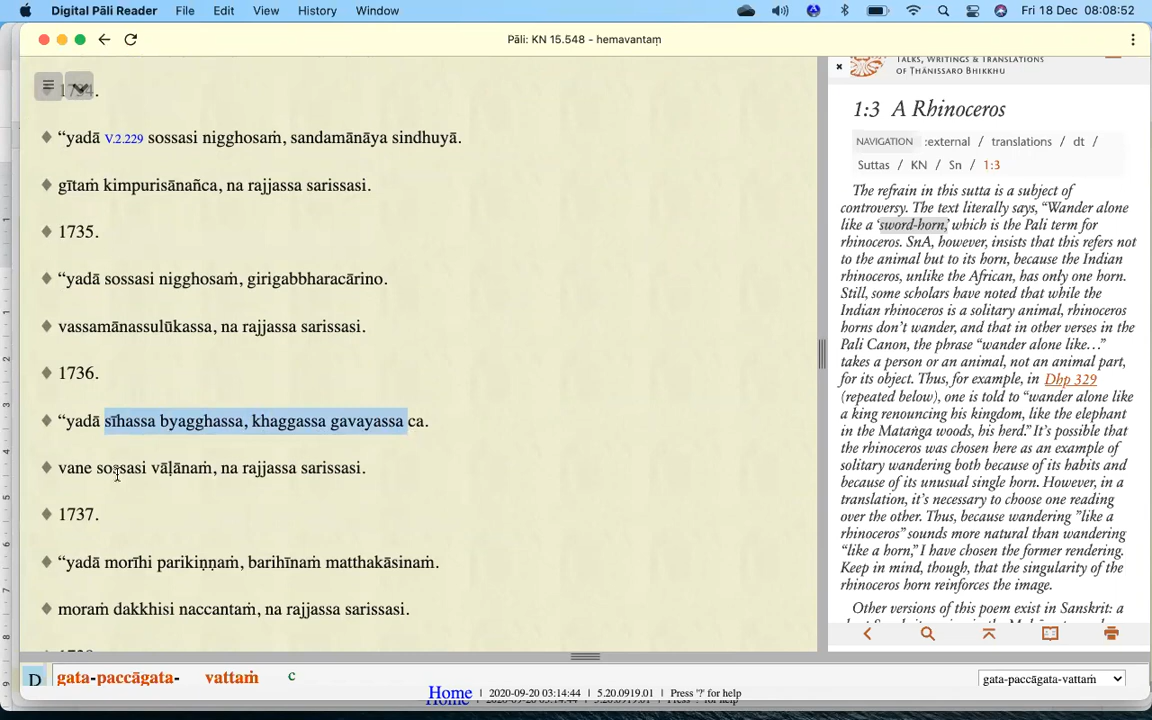 Digital Pāli Reader File Edit View History Window Fri 18 Dec 08:08:52
Pāli: KN 15.548 - hemavantaṃ
1734.
“yadā V.2.229 sossasi nigghosaṁ, sandamānāya sindhuyā.
gītaṁ kimpurisānañca, na rajjassa sarissasi.
1735.
“yadā sossasi nigghosaṁ, girigabbharacārino.
vassamānassulūkassa, na rajjassa sarissasi.
1736.
“yadā sīhassa byagghassa, khaggassa gavayassa ca.
vane sossasi vāḷānaṁ, na rajjassa sarissasi.
1737.
“yadā morīhi parikiṇṇaṁ, barihīnaṁ matthakāsinaṁ.
moraṁ dakkhisi naccantaṁ, na rajjassa sarissasi.
D gata-paccāgata- vattaṁ c
gata-paccāgata-vattaṁ
Home | 2020-09-20 03:14:44 | 5.20.0919.01 | Press '?' for help
TALKS, WRITINGS & TRANSLATIONS
OF ṬHĀNISSARO BHIKKHU
1:3 A Rhinoceros
NAVIGATION :external / translations / dt /
Suttas / KN / Sn / 1:3
The refrain in this sutta is a subject of
controversy. The text literally says, “Wander alone
like a ‘sword-horn,’ which is the Pali term for
rhinoceros. SnA, however, insists that this refers not
to the animal but to its horn, because the Indian
rhinoceros, unlike the African, has only one horn.
Still, some scholars have noted that while the
Indian rhinoceros is a solitary animal, rhinoceros
horns don’t wander, and that in other verses in the
Pali Canon, the phrase “wander alone like…”
takes a person or an animal, not an animal part,
for its object. Thus, for example, in Dhp 329
(repeated below), one is told to “wander alone like
a king renouncing his kingdom, like the elephant
in the Mataṅga woods, his herd.” It’s possible that
the rhinoceros was chosen here as an example of
solitary wandering both because of its habits and
because of its unusual single horn. However, in a
translation, it’s necessary to choose one reading
over the other. Thus, because wandering ”like a
rhinoceros” sounds more natural than wandering
“like a horn,” I have chosen the former rendering.
Keep in mind, though, that the singularity of the
rhinoceros horn reinforces the image.
Other versions of this poem exist in Sanskrit: a